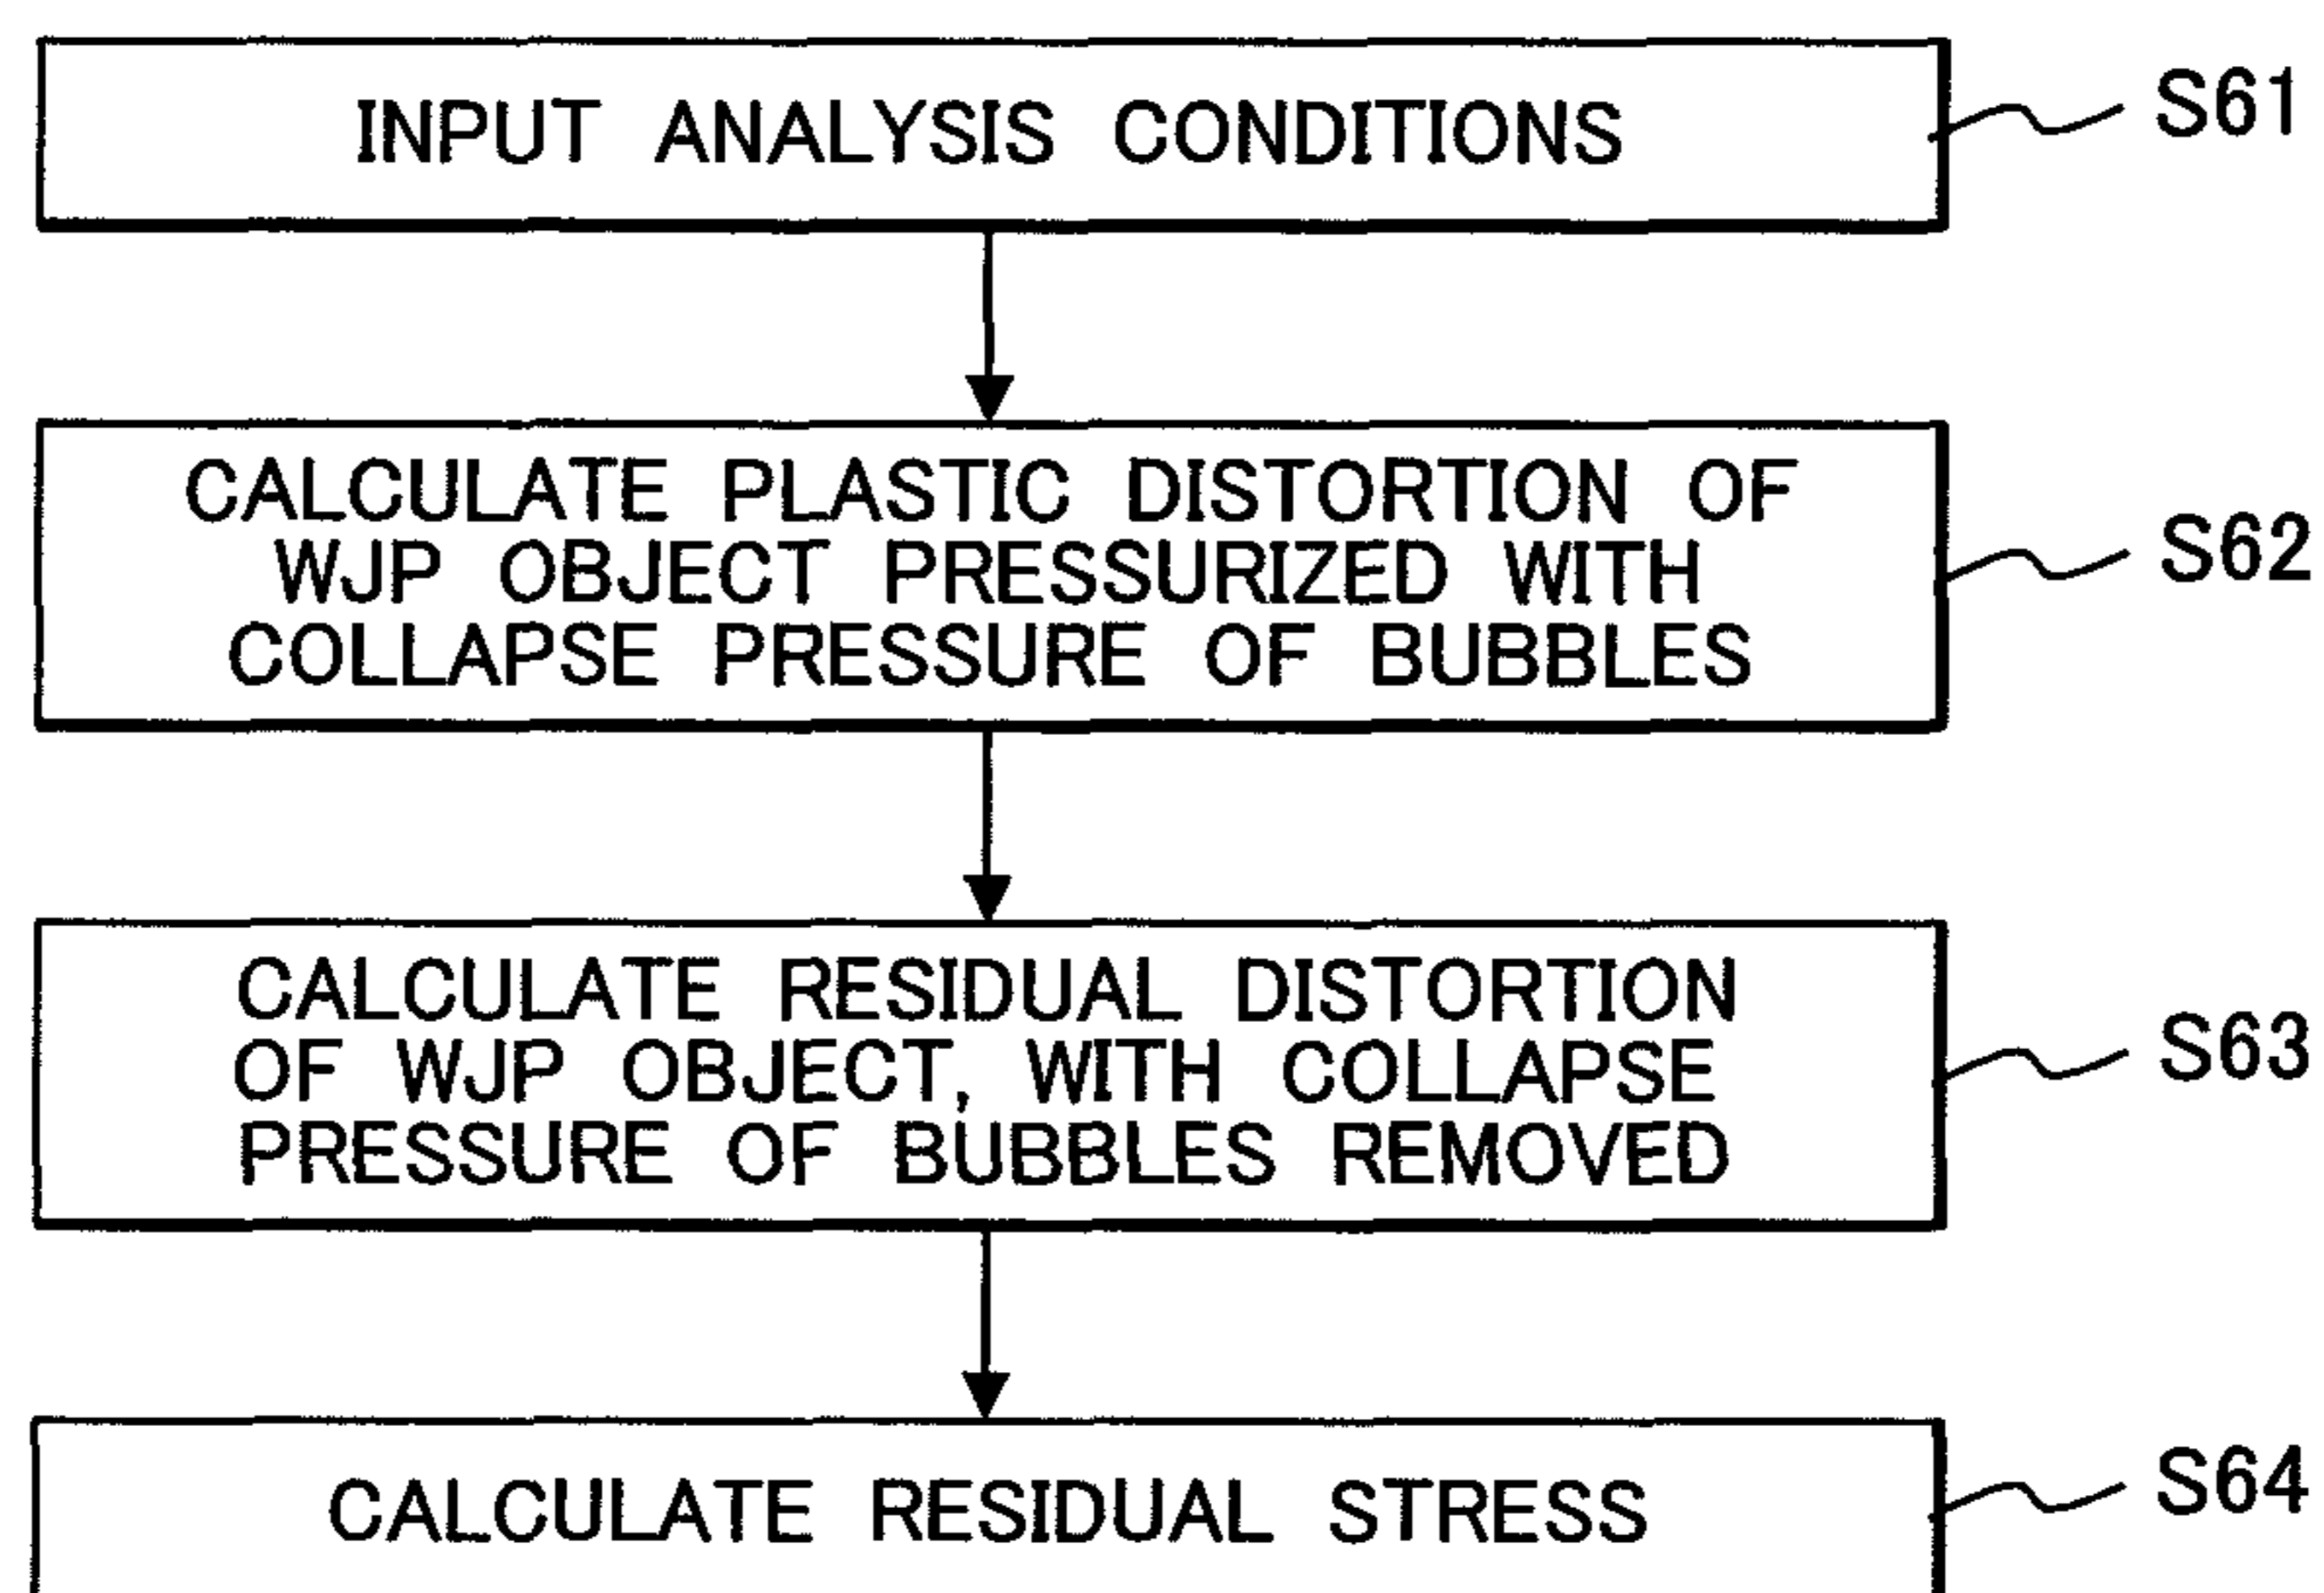 INPUT ANALYSIS CONDITIONS
S61
CALCULATE PLASTIC DISTORTION OF
WJP OBJECT PRESSURIZED WITH
COLLAPSE PRESSURE OF BUBBLES
S62
CALCULATE RESIDUAL DISTORTION
OF WJP OBJECT, WITH COLLAPSE
PRESSURE OF BUBBLES REMOVED
S63
CALCULATE RESIDUAL STRESS
S64